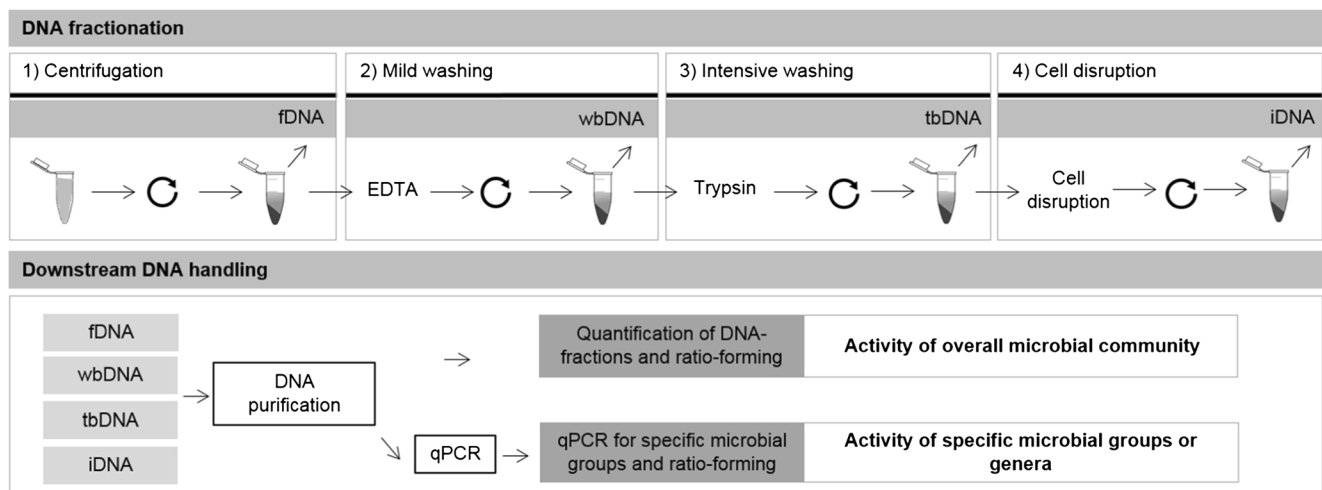 DNA fractionation
1) Centrifugation
fDNA
2) Mild washing
wbDNA
EDTA
3) Intensive washing
tbDNA
Trypsin
4) Cell disruption
iDNA
Cell
disruption
Downstream DNA handling
fDNA
wbDNA
tbDNA
iDNA
DNA
purification
Quantification of DNA-
fractions and ratio-forming
Activity of overall microbial community
qPCR
qPCR for specific microbial
groups and ratio-forming
Activity of specific microbial groups or
genera